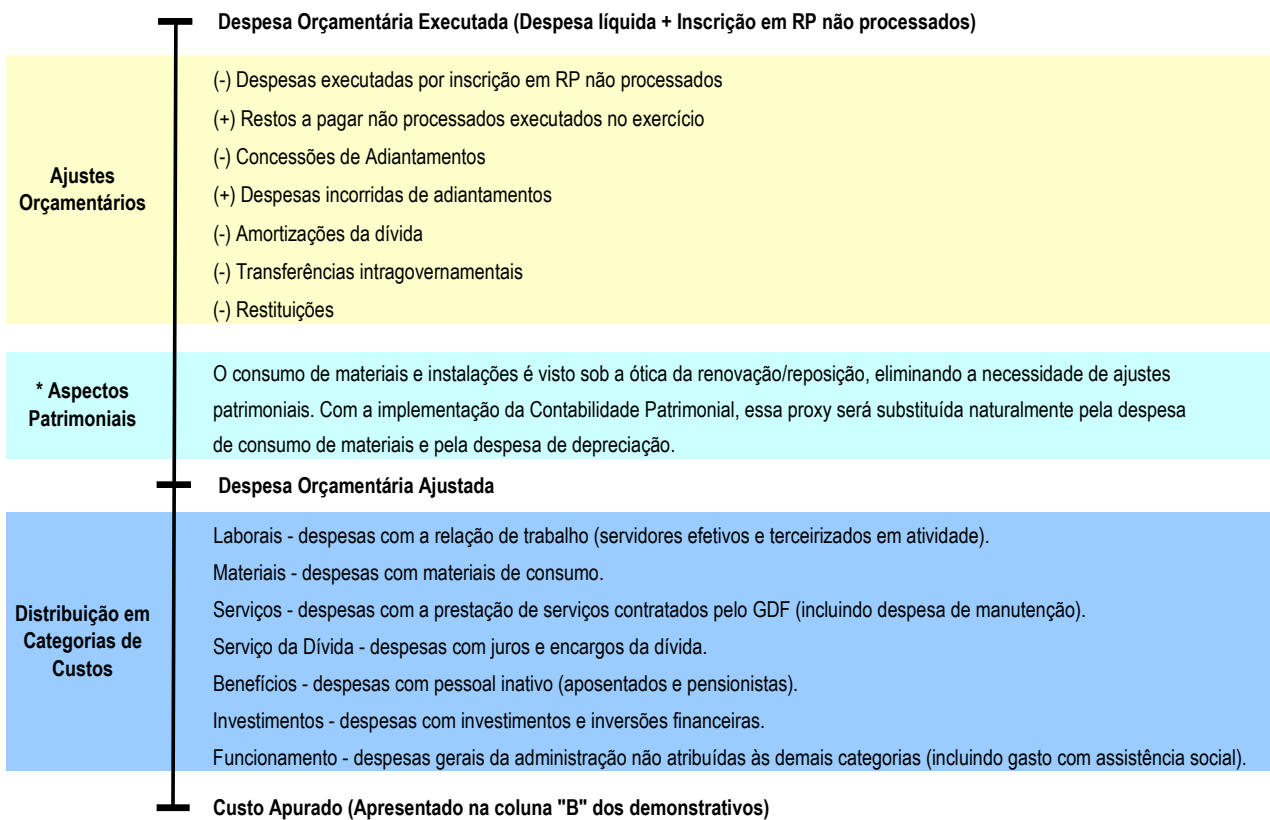 Despesa Orçamentária Executada (Despesa líquida + Inscrição em RP não processados)
Ajustes
Orçamentários
(-) Despesas executadas por inscrição em RP não processados
(+) Restos a pagar não processados executados no exercício
(-) Concessões de Adiantamentos
(+) Despesas incorridas de adiantamentos
(-) Amortizações da dívida
(-) Transferências intragovernamentais
(-) Restituições
* Aspectos
Patrimoniais
O consumo de materiais e instalações é visto sob a ótica da renovação/reposição, eliminando a necessidade de ajustes
patrimoniais. Com a implementação da Contabilidade Patrimonial, essa proxy será substituída naturalmente pela despesa
de consumo de materiais e pela despesa de depreciação.
Despesa Orçamentária Ajustada
Distribuição em
Categorias de
Custos
Laborais - despesas com a relação de trabalho (servidores efetivos e terceirizados em atividade).
Materiais - despesas com materiais de consumo.
Serviços - despesas com a prestação de serviços contratados pelo GDF (incluindo despesa de manutenção).
Serviço da Dívida - despesas com juros e encargos da dívida.
Benefícios - despesas com pessoal inativo (aposentados e pensionistas).
Investimentos - despesas com investimentos e inversões financeiras.
Funcionamento - despesas gerais da administração não atribuídas às demais categorias (incluindo gasto com assistência social).
Custo Apurado (Apresentado na coluna "B" dos demonstrativos)